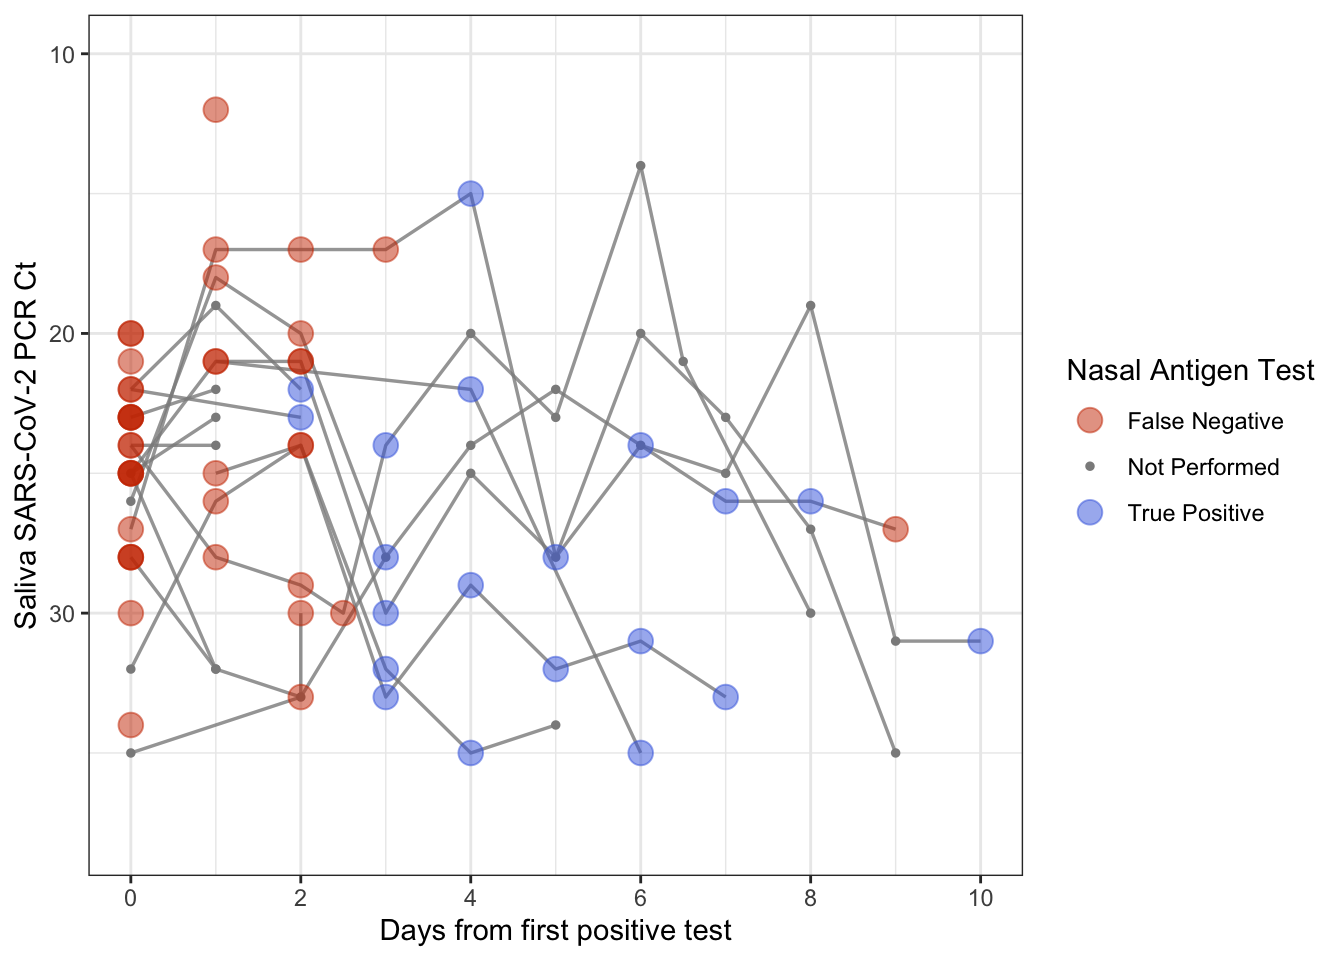 Saliva SARS-CoV-2 PCR Ct
10
20
30
0 2 4 6 8 10
Days from first positive test
Nasal Antigen Test
False Negative
Not Performed
True Positive